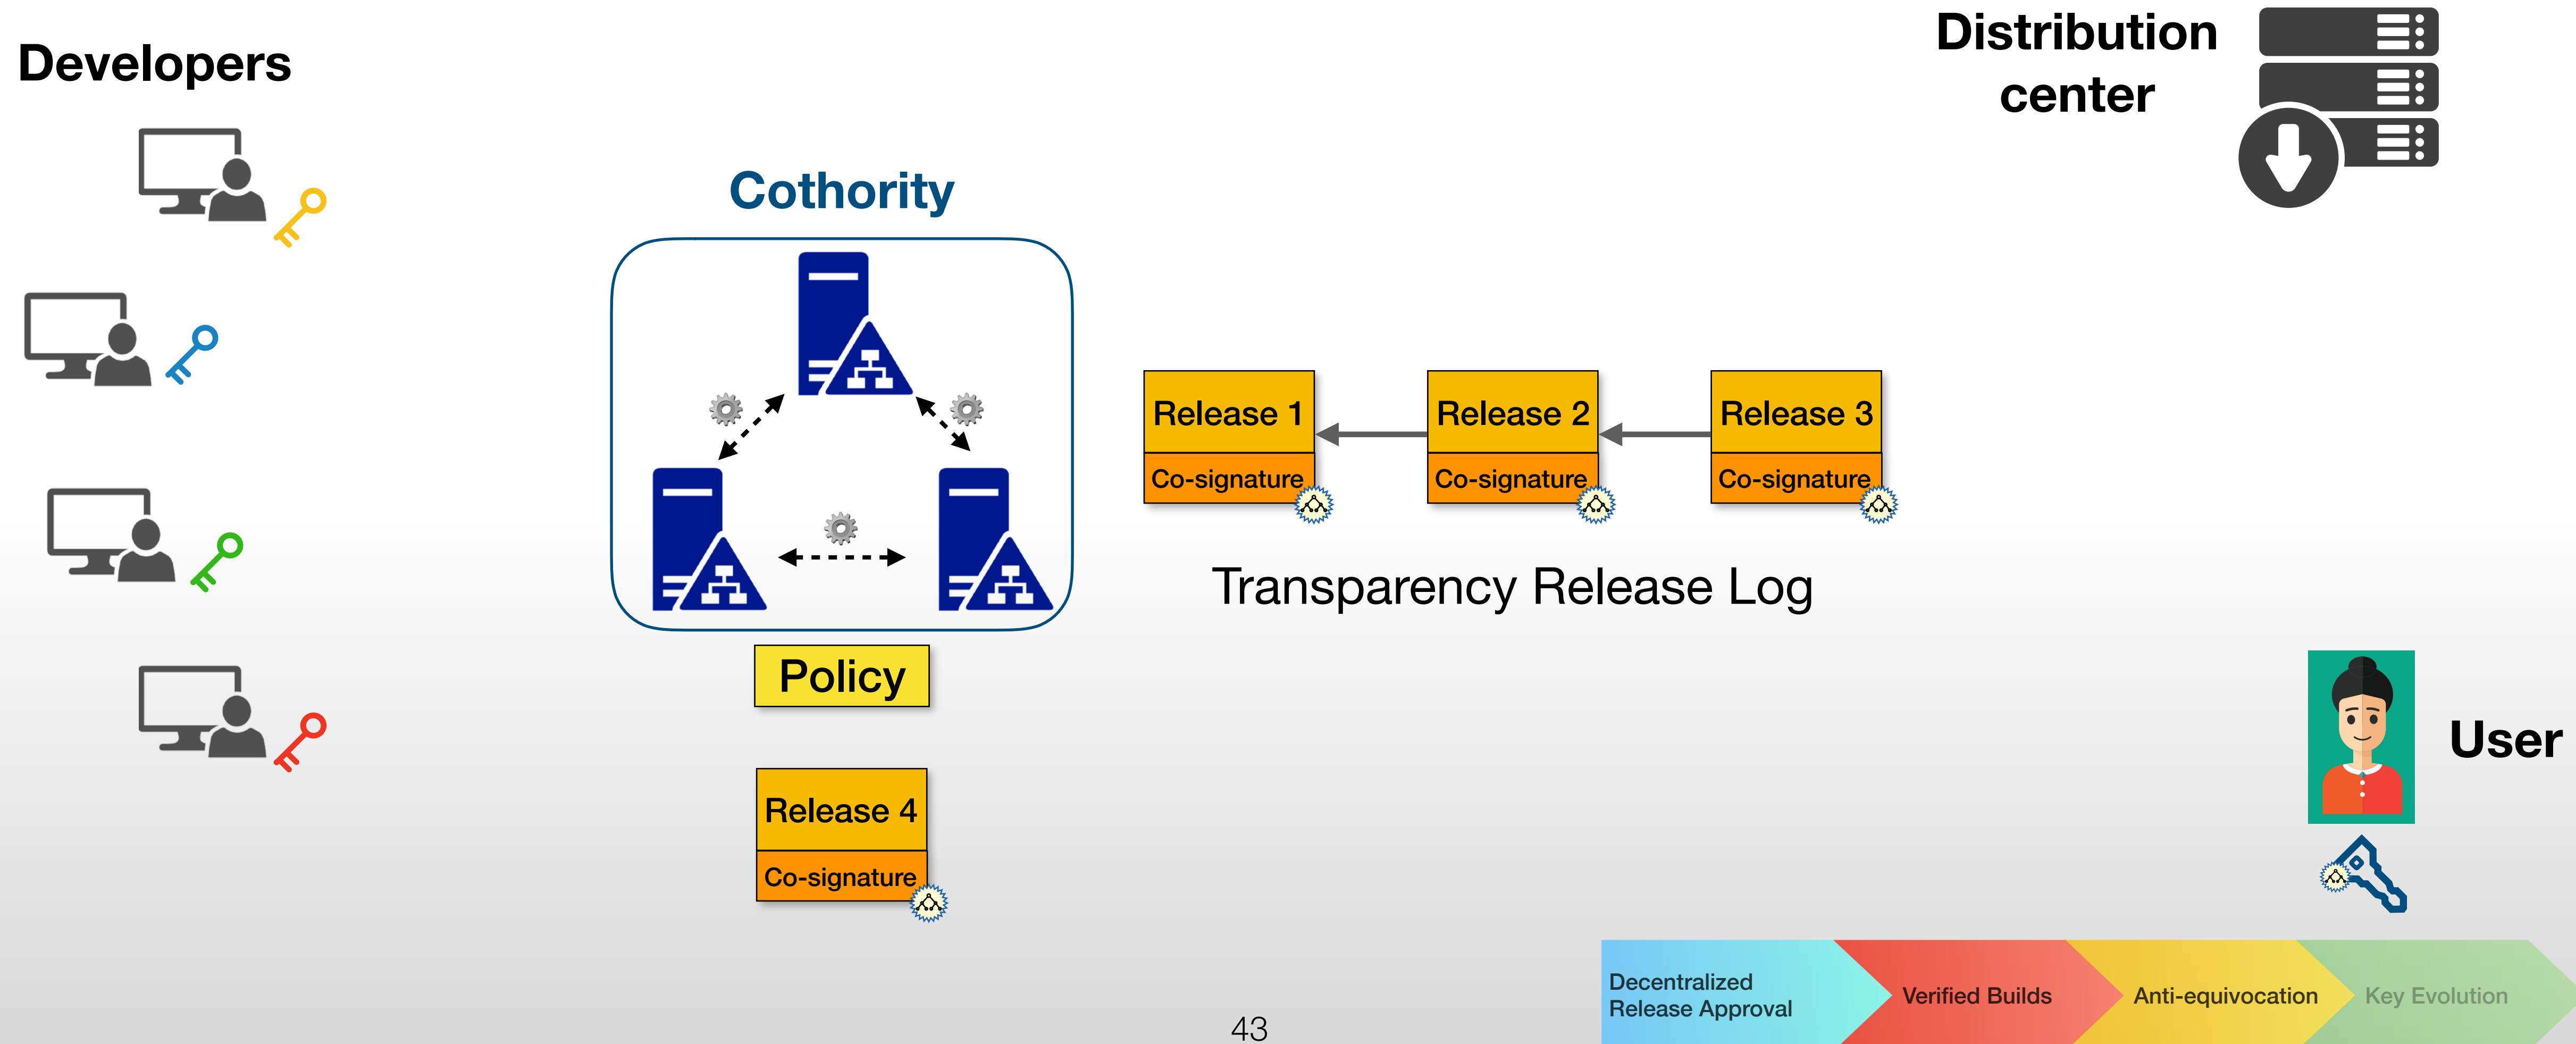 Developers
Distribution
center
Cothority
Release 1
Co-signature
Release 2
Co-signature
Release 3
Co-signature
Transparency Release Log
Policy
User
Release 4
Co-signature
Decentralized
Release Approval
Verified Builds
Anti-equivocation
Key Evolution
43